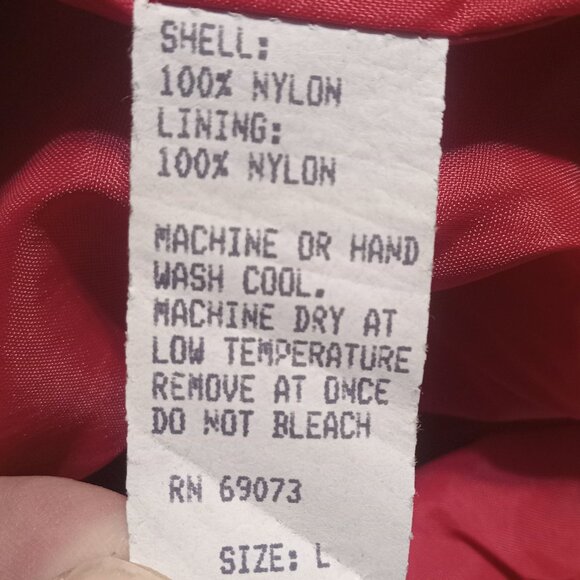 SHELL:
100% NYLON
LINING:
100% NYLON
MACHINE OR HAND
WASH COOL.
MACHINE DRY AT
LOW TEMPERATURE
REMOVE AT ONCE
DO NOT BLEACH
RN 69073
SIZE: L